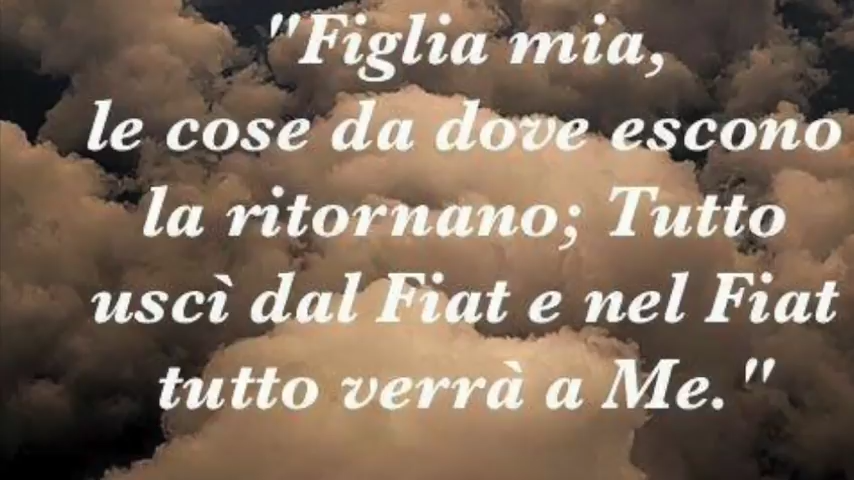 "Figlia mia,
le cose da dove escono
la ritornano; Tutto
uscì dal Fiat e nel Fiat
tutto verrà a Me."